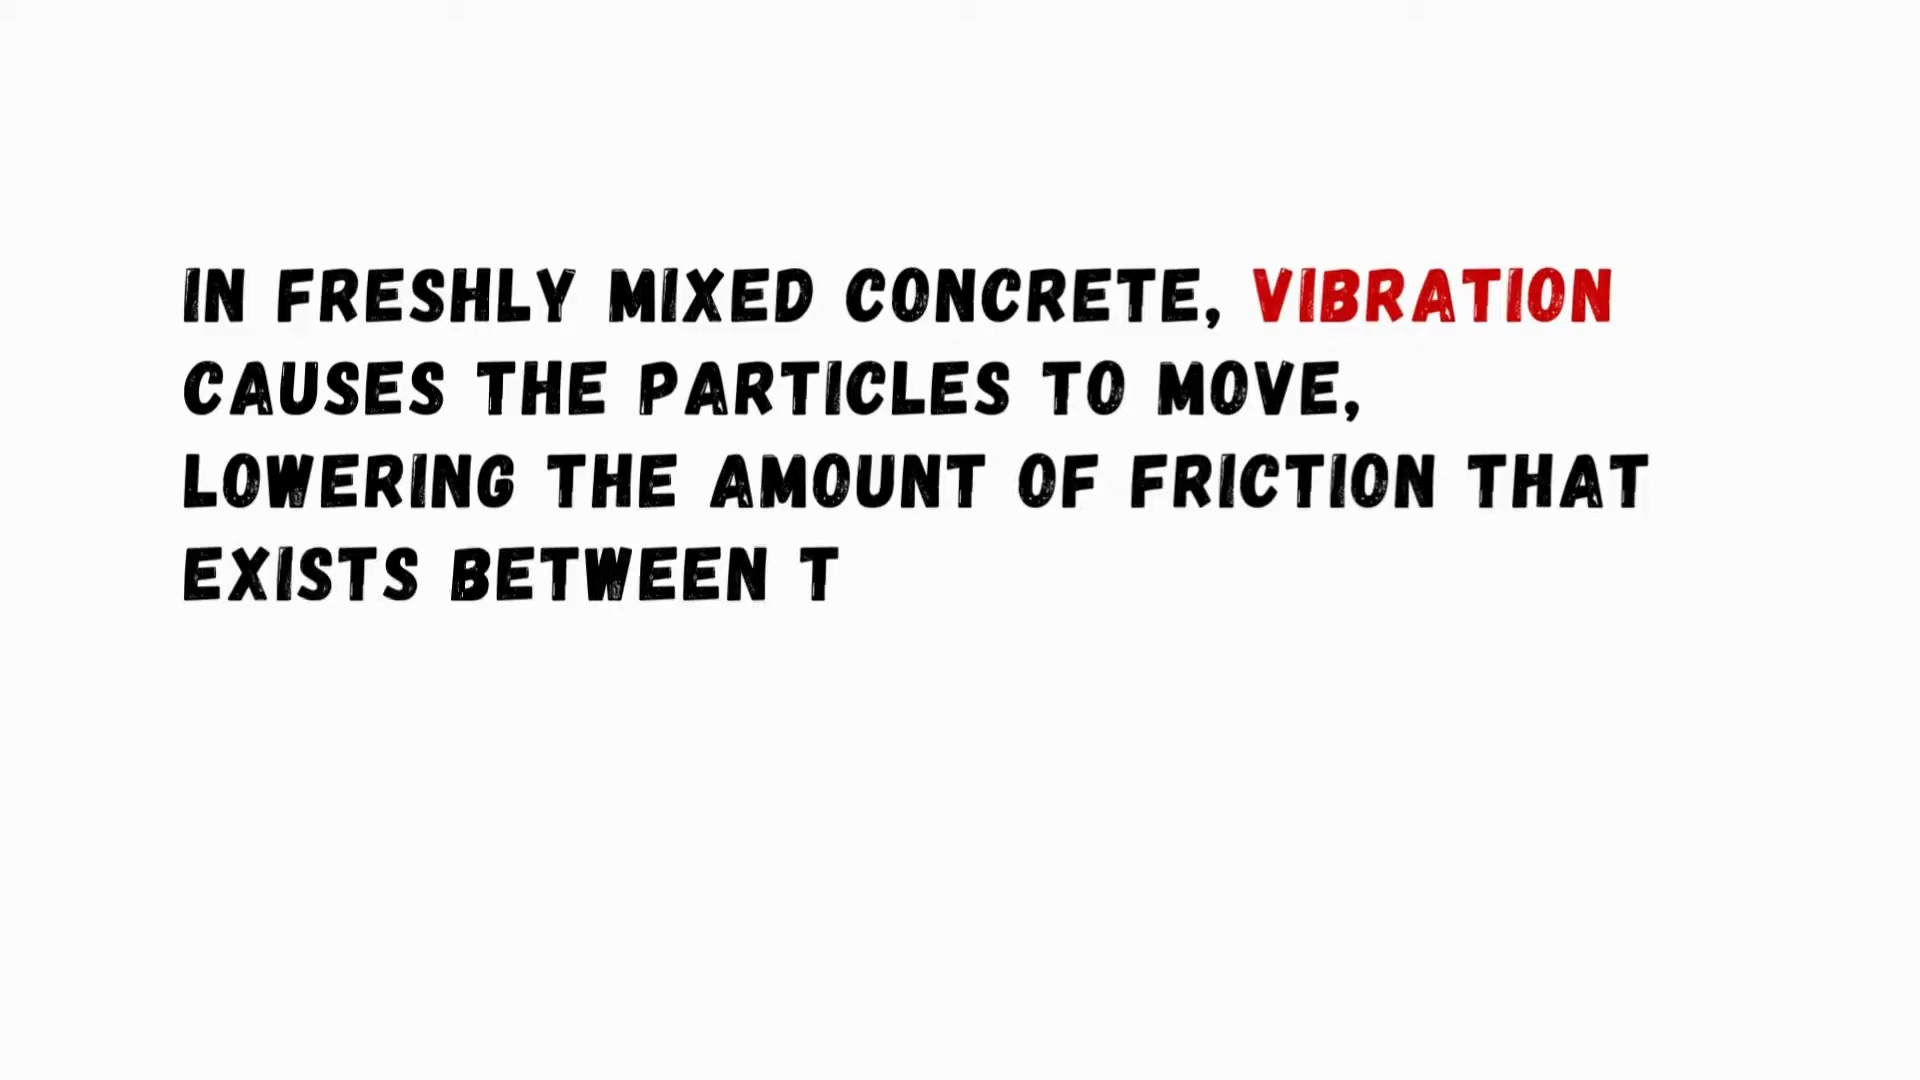 IN FRESHLY MIXED CONCRETE, VIBRATION
CAUSES THE PARTICLES TO MOVE,
LOWERING THE AMOUNT OF FRICTION THAT
EXISTS BETWEEN T